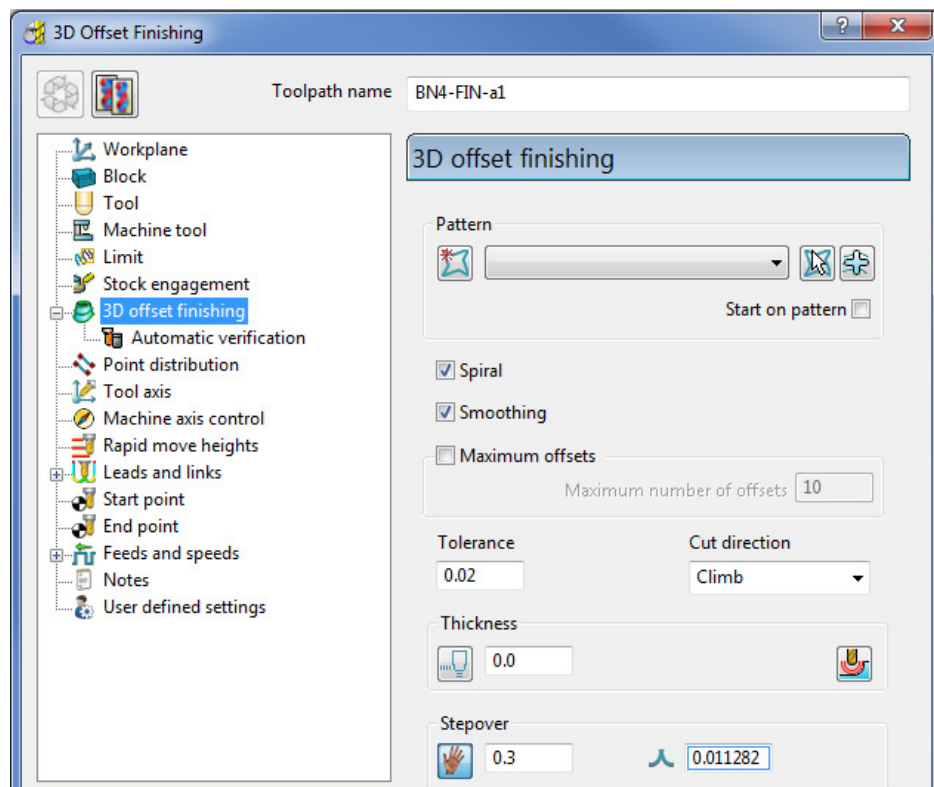 3D Offset Finishing
?
X
Toolpath name
BN4-FIN-a1
Workplane
Block
Tool
Machine tool
Limit
Stock engagement
3D offset finishing
Automatic verification
Point distribution
Tool axis
Machine axis control
Rapid move heights
Leads and links
Start point
End point
Feeds and speeds
Notes
User defined settings
3D offset finishing
Pattern
Start on pattern
Spiral
Smoothing
Maximum offsets
Maximum number of offsets 10
Tolerance
Cut direction
0.02
Climb
Thickness
0.0
Stepover
0.3
0.011282